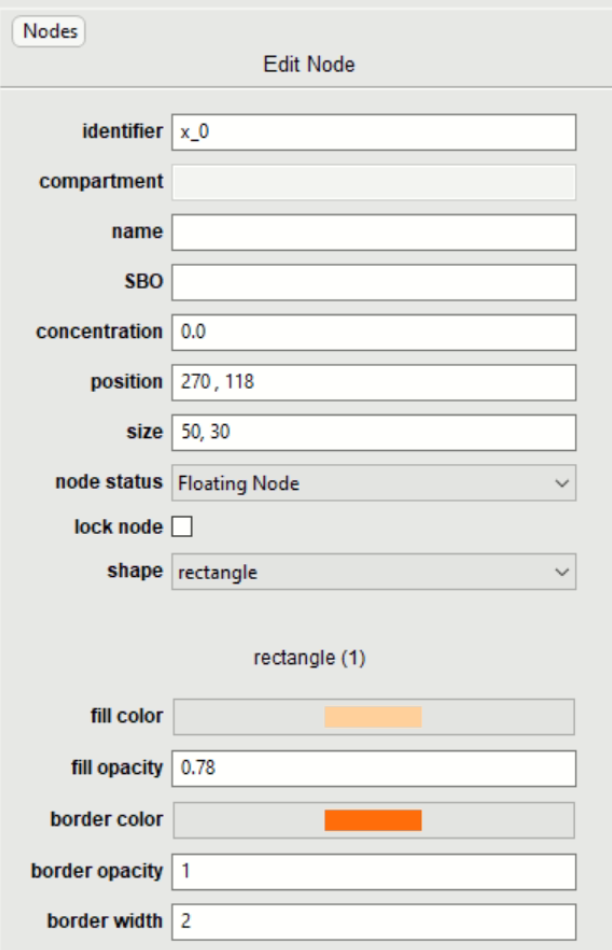 Nodes
Edit Node
identifier x_0
compartment
name
SBO
concentration 0.0
position 270 , 118
size 50, 30
node status Floating Node
lock node
shape rectangle
rectangle (1)
fill color
fill opacity 0.78
border color
border opacity 1
border width 2